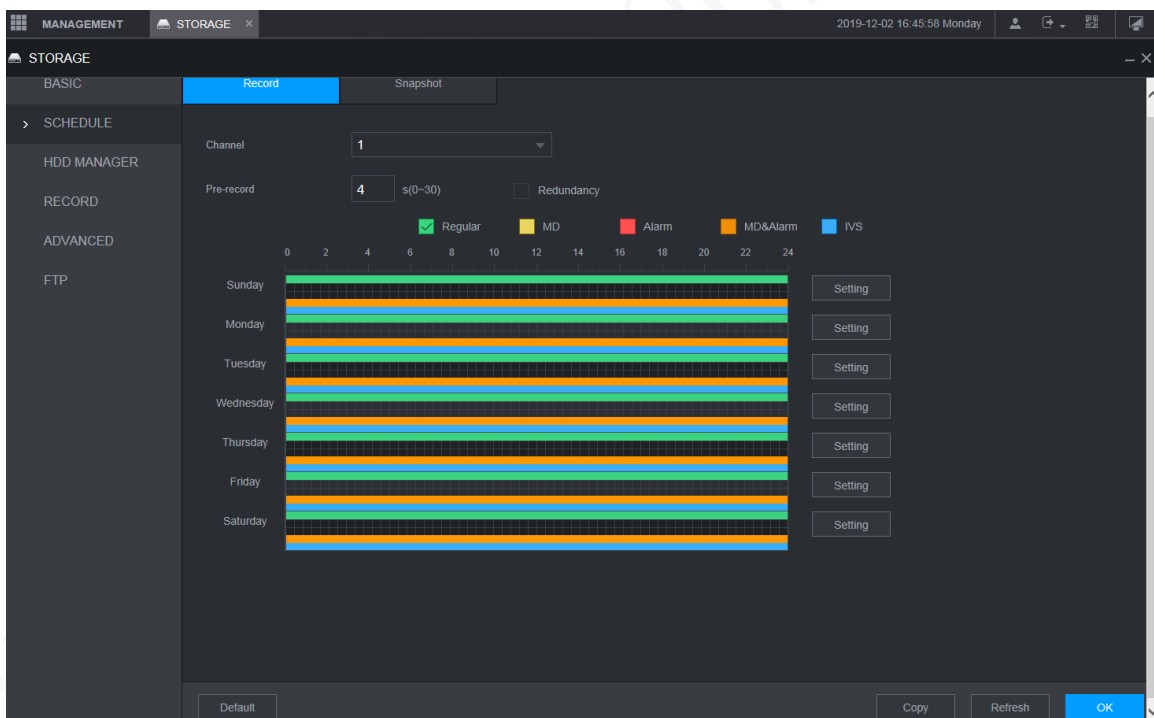 MANAGEMENT STORAGE × 2019-12-02 16:45:58 Monday
STORAGE
BASIC Record Snapshot
SCHEDULE
Channel 1
HDD MANAGER
Pre-record 4 s(0~30) Redundancy
RECORD
Regular MD Alarm MD&Alarm IVS
ADVANCED
0 2 4 6 8 10 12 14 16 18 20 22 24
FTP
Sunday Setting
Monday Setting
Tuesday Setting
Wednesday Setting
Thursday Setting
Friday Setting
Saturday Setting
Default Copy Refresh OK